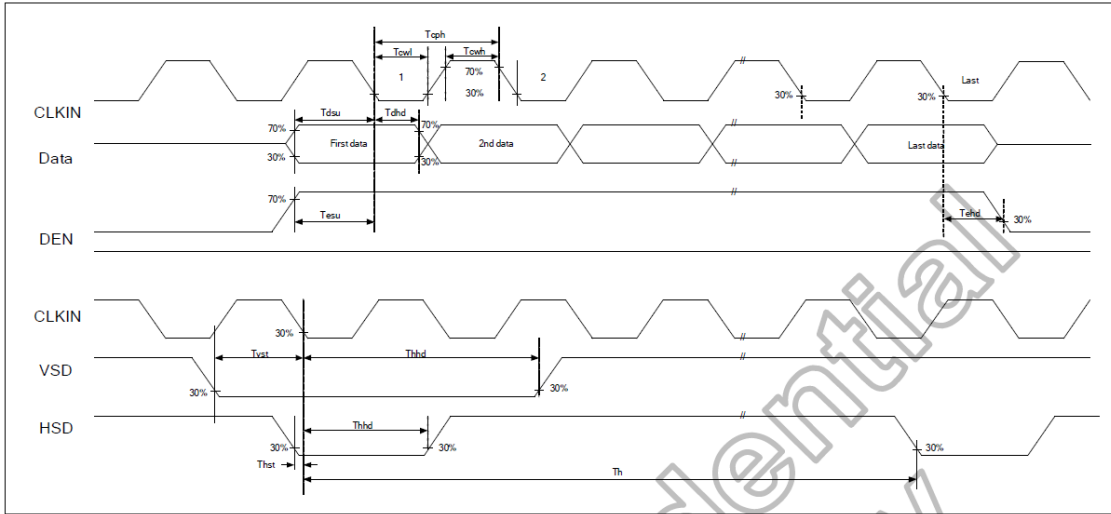 Tcph
Tcwl
Tcwh
1
70%
30%
2
//
30%
30%
Last
CLKIN
Tdsu
Tdhd
70%
70%
First data
2nd data
//
Last data
Data
30%
30%
70%
//
Tesu
Tehd
30%
DEN
CLKIN
30%
//
Tvst
Thhd
//
VSD
30%
30%
HSD
Thhd
//
30%
30%
30%
Thst
Th
dential